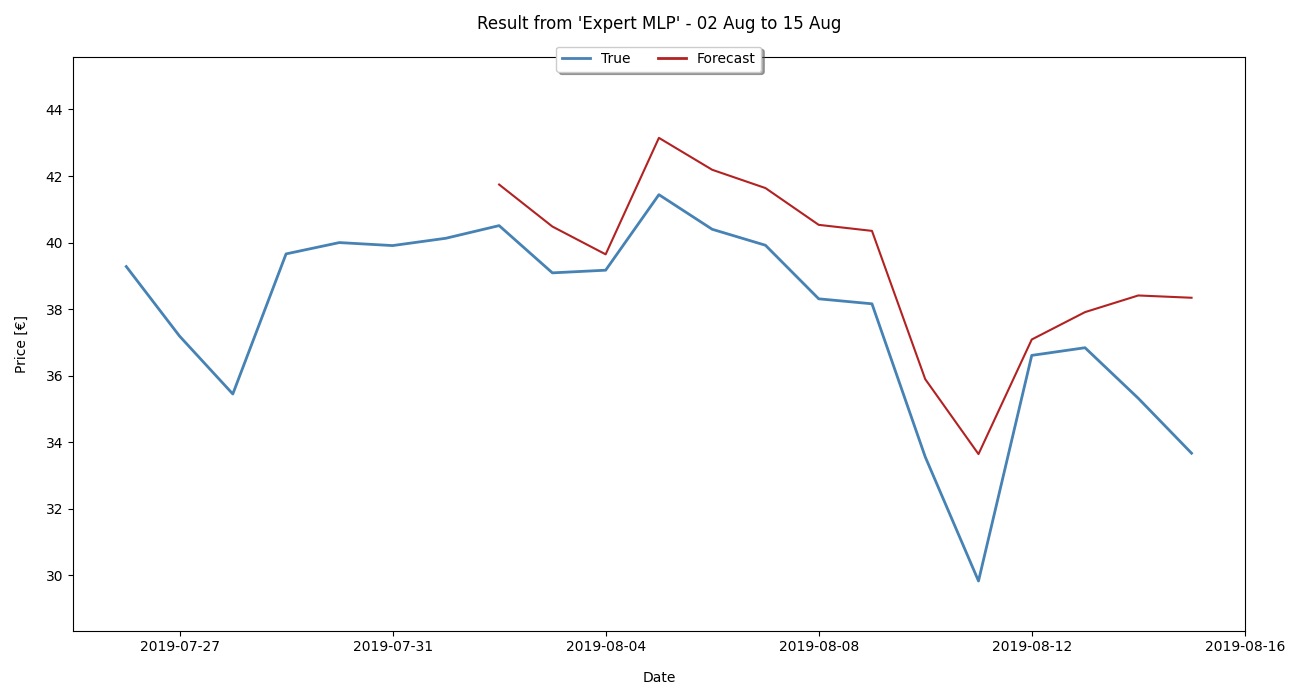 Result from 'Expert MLP' - 02 Aug to 15 Aug
True Forecast
44
42
40
38
36
34
32
30
Price [€]
2019-07-27 2019-07-31 2019-08-04 2019-08-08 2019-08-12 2019-08-16
Date